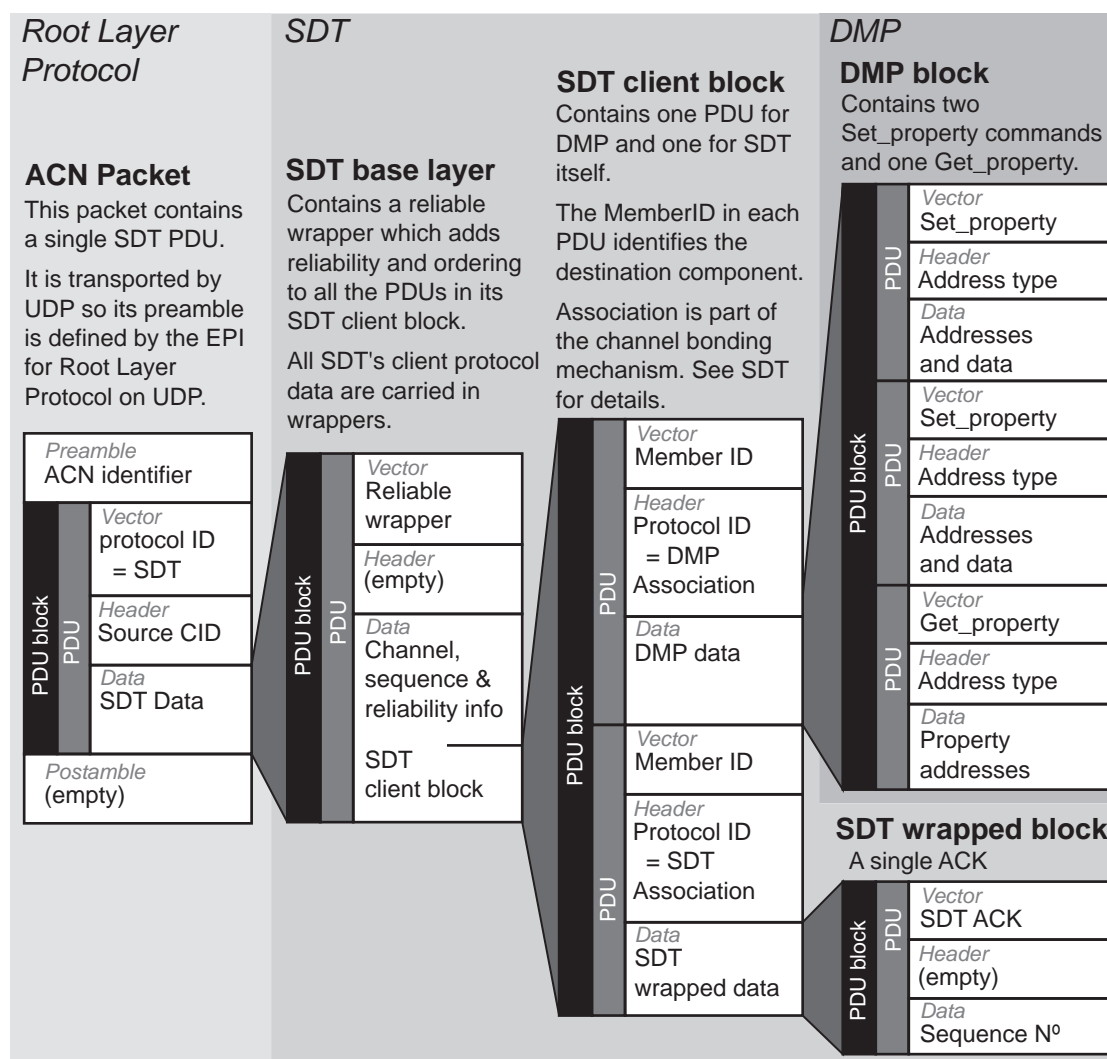 Root Layer
Protocol
ACN Packet
This packet contains
a single SDT PDU.
It is transported by
UDP so its preamble
is defined by the EPI
for Root Layer
Protocol on UDP.
Preamble
ACN identifier
PDU block
PDU
Vector
protocol ID
= SDT
Header
Source CID
Data
SDT Data
Postamble
(empty)
SDT
SDT base layer
Contains a reliable
wrapper which adds
reliability and ordering
to all the PDUs in its
SDT client block.
All SDT's client protocol
data are carried in
wrappers.
PDU block
PDU
Vector
Reliable
wrapper
Header
(empty)
Data
Channel,
sequence &
reliability info
SDT
client block
SDT client block
Contains one PDU for
DMP and one for SDT
itself.
The MemberID in each
PDU identifies the
destination component.
Association is part of
the channel bonding
mechanism. See SDT
for details.
PDU block
PDU
Vector
Member ID
Header
Protocol ID
= DMP
Association
Data
DMP data
PDU
Vector
Member ID
Header
Protocol ID
= SDT
Association
Data
SDT
wrapped data
DMP
DMP block
Contains two
Set_property commands
and one Get_property.
PDU block
PDU
Vector
Set_property
Header
Address type
Data
Addresses
and data
PDU
Vector
Set_property
Header
Address type
Data
Addresses
and data
PDU
Vector
Get_property
Header
Address type
Data
Property
addresses
SDT wrapped block
A single ACK
PDU block
PDU
Vector
SDT ACK
Header
(empty)
Data
Sequence Nº